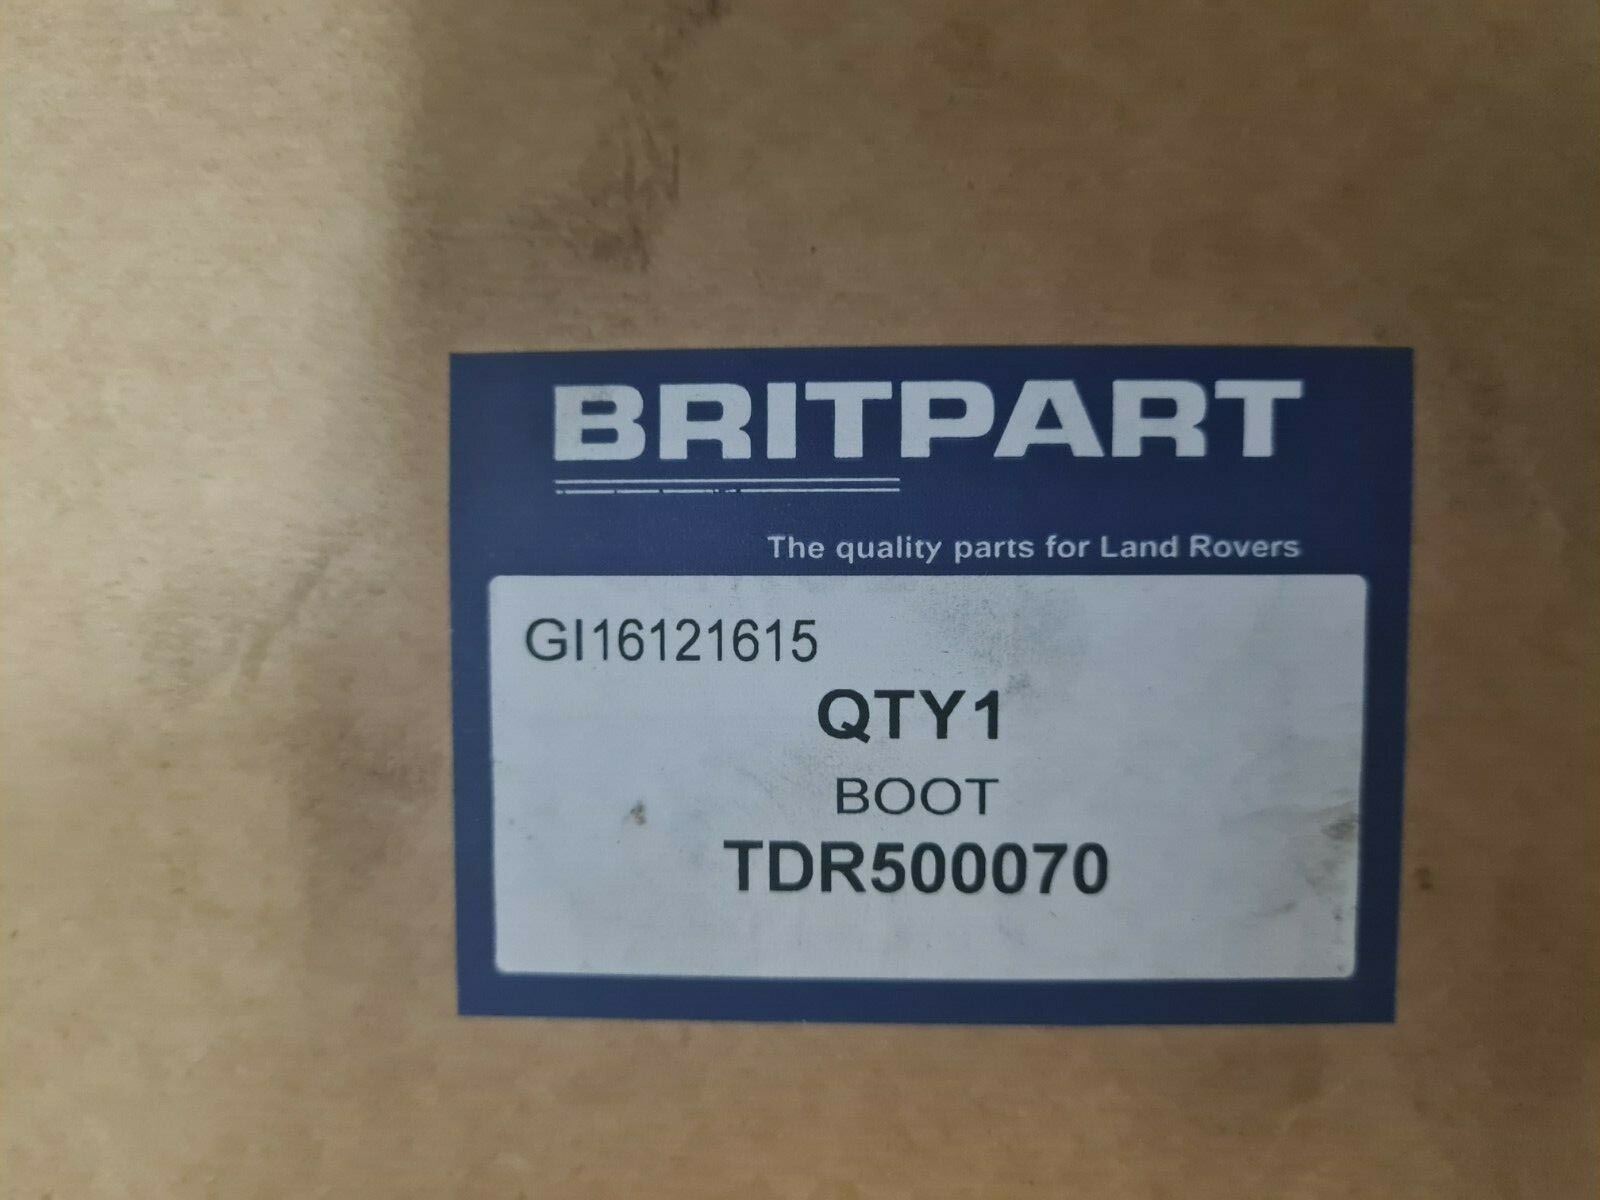 BRITPART
The quality parts for Land Rovers
GI16121615
QTY1
BOOT
TDR500070